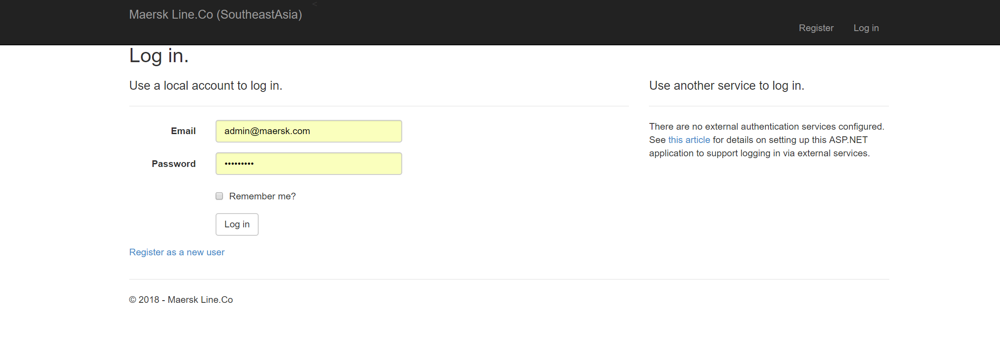 <
Maersk Line.Co (SoutheastAsia)
Register Log in
Log in.
Use a local account to log in.
Email admin@maersk.com
Password •••••••••
Remember me?
Log in
Register as a new user
Use another service to log in.
There are no external authentication services configured.
See this article for details on setting up this ASP.NET
application to support logging in via external services.
© 2018 - Maersk Line.Co